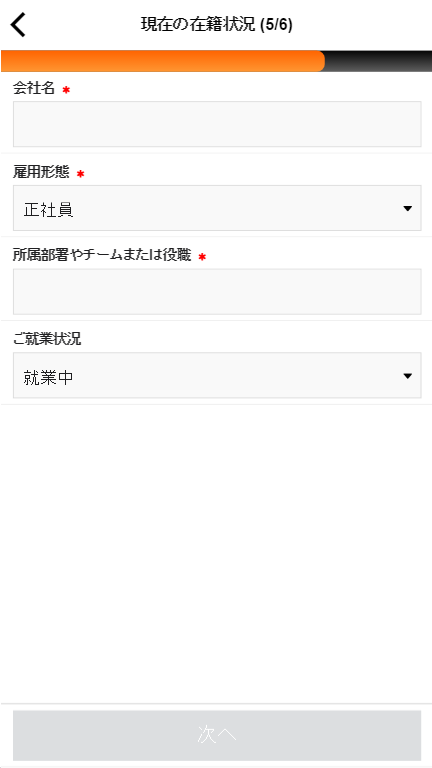 現在の在籍状況 (5/6)
会社名 *
雇用形態 *
正社員
所属部署やチームまたは役職 *
ご就業状況
就業中
次へ